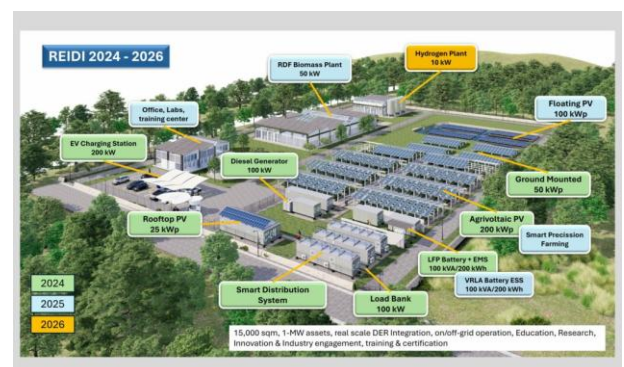 REIDI 2024 - 2026
Hydrogen Plant
10 kW
RDF Biomass Plant
50 kW
Floating PV
100 kWp
Office, Labs,
training center
EV Charging Station
200 kW
Diesel Generator
100 kW
Ground Mounted
50 kWp
Rooftop PV
25 kWp
Agrivoltaic PV
200 kWp
Smart Precission
Farming
LFP Battery + EMS
100 kVA/200 kWh
VRLA Battery ESS
100 kVA/200 kWh
Smart Distribution
System
Load Bank
100 kW
2024
2025
2026
15,000 sqm, 1-MW assets, real scale DER Integration, on/off-grid operation, Education, Research,
Innovation & Industry engagement, training & certification